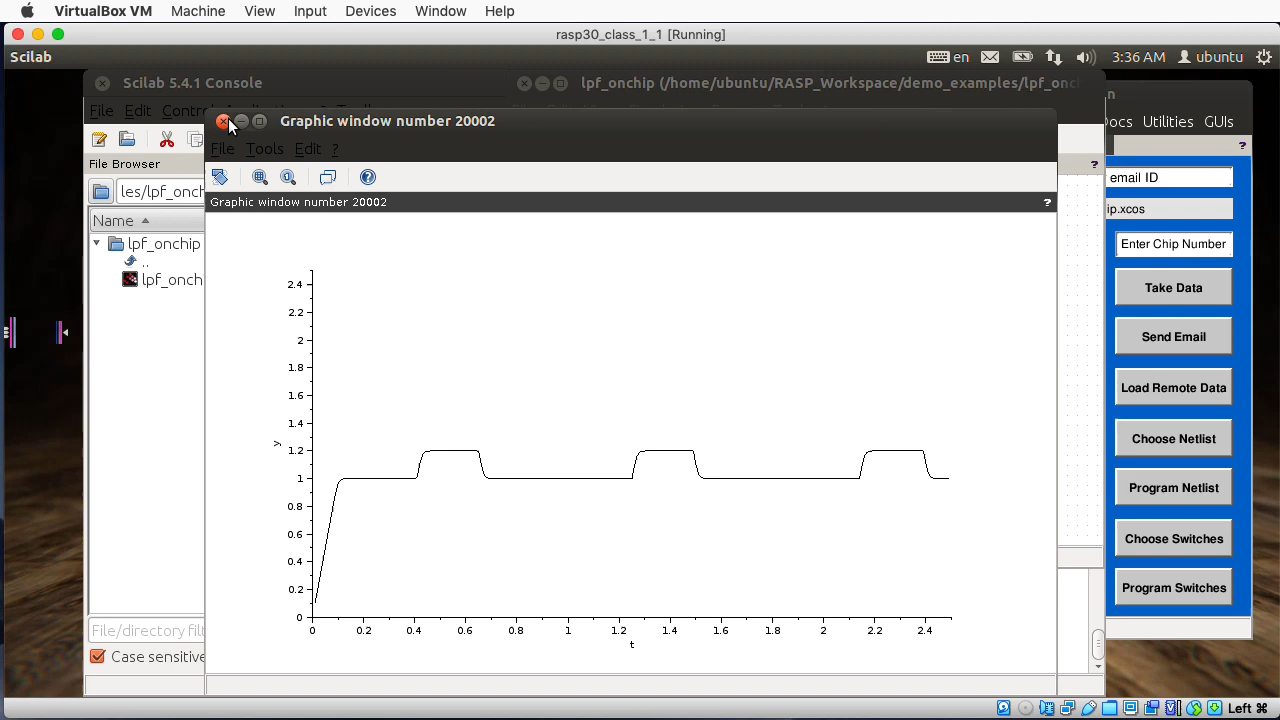 VirtualBox VM Machine View Input Devices Window Help
rasp30_class_1_1 [Running]
Scilab en 3:36 AM ubuntu
Scilab 5.4.1 Console
lpf_onchip (/home/ubuntu/RASP_Workspace/demo_examples/lpf_onc
File Edit Control
Docs Utilities GUIs
Graphic window number 20002
File Tools Edit ?
File Browser
?
?
email ID
les/lpf_onch
Graphic window number 20002 ?
ip.xcos
Name
lpf_onchip
..
lpf_onch
Enter Chip Number
Take Data
Send Email
Load Remote Data
Choose Netlist
Program Netlist
Choose Switches
Program Switches
2.4
2.2
2
1.8
1.6
1.4
1.2
1
0.8
0.6
0.4
0.2
0
y
0 0.2 0.4 0.6 0.8 1 1.2 1.4 1.6 1.8 2 2.2 2.4
t
File/directory filt
Case sensitive
Left ⌘